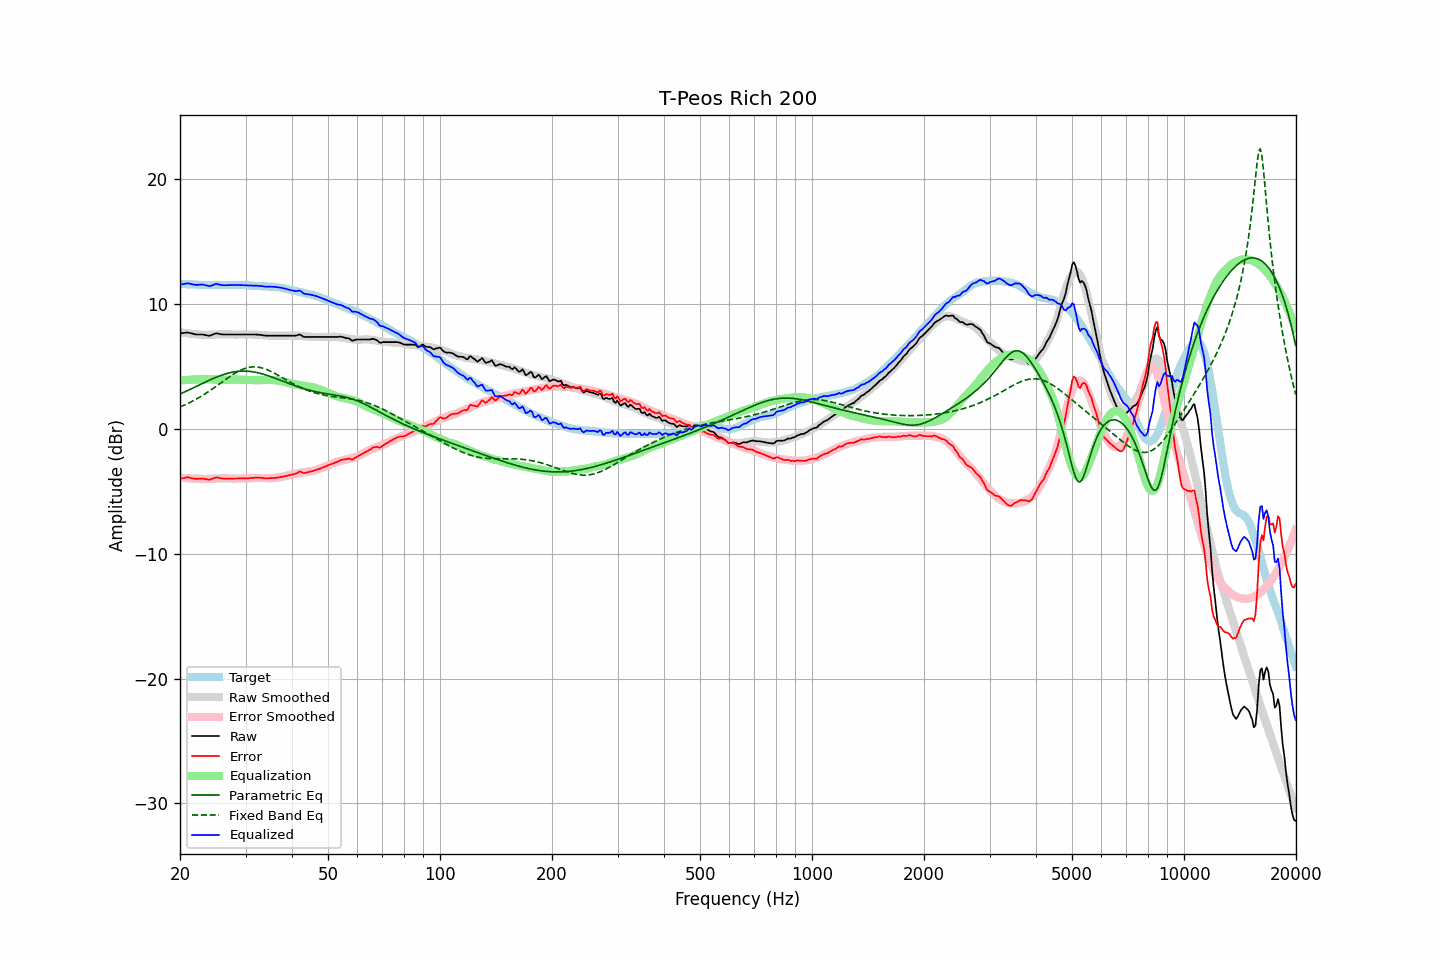 T-Peos Rich 200
Amplitude (dBr)
20
10
0
−10
−20
−30
Target
Raw Smoothed
Error Smoothed
Raw
Error
Equalization
Parametric Eq
Fixed Band Eq
Equalized
20 50 100 200 500 1000 2000 5000 10000 20000
Frequency (Hz)